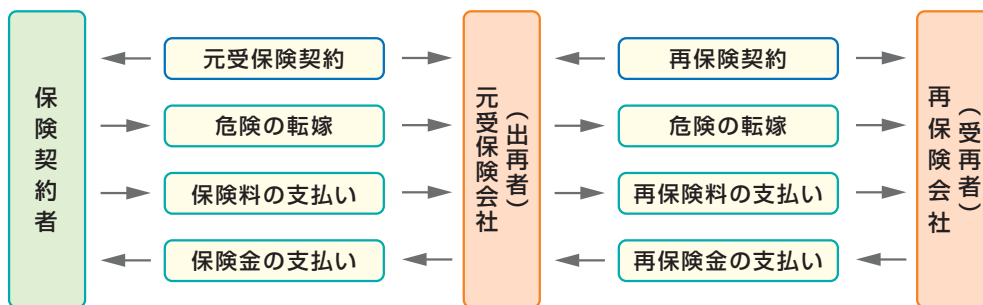 保険契約者
元受保険契約
危険の転嫁
保険料の支払い
保険金の支払い
元受保険会社
（出再者）
再保険契約
危険の転嫁
再保険料の支払い
再保険金の支払い
再保険会社
（受再者）